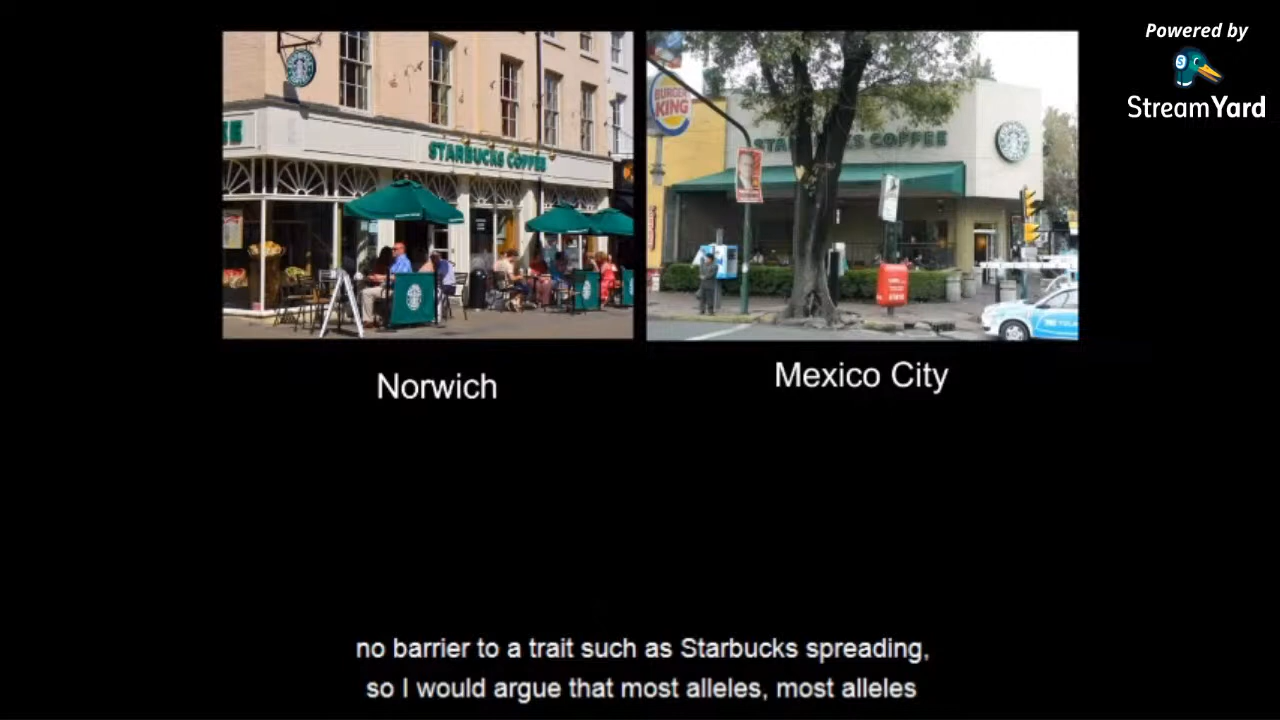 Powered by
StreamYard
STARBUCKS COFFEE
BURGER
KING
STARBUCKS COFFEE
Norwich
Mexico City
no barrier to a trait such as Starbucks spreading,
so I would argue that most alleles, most alleles